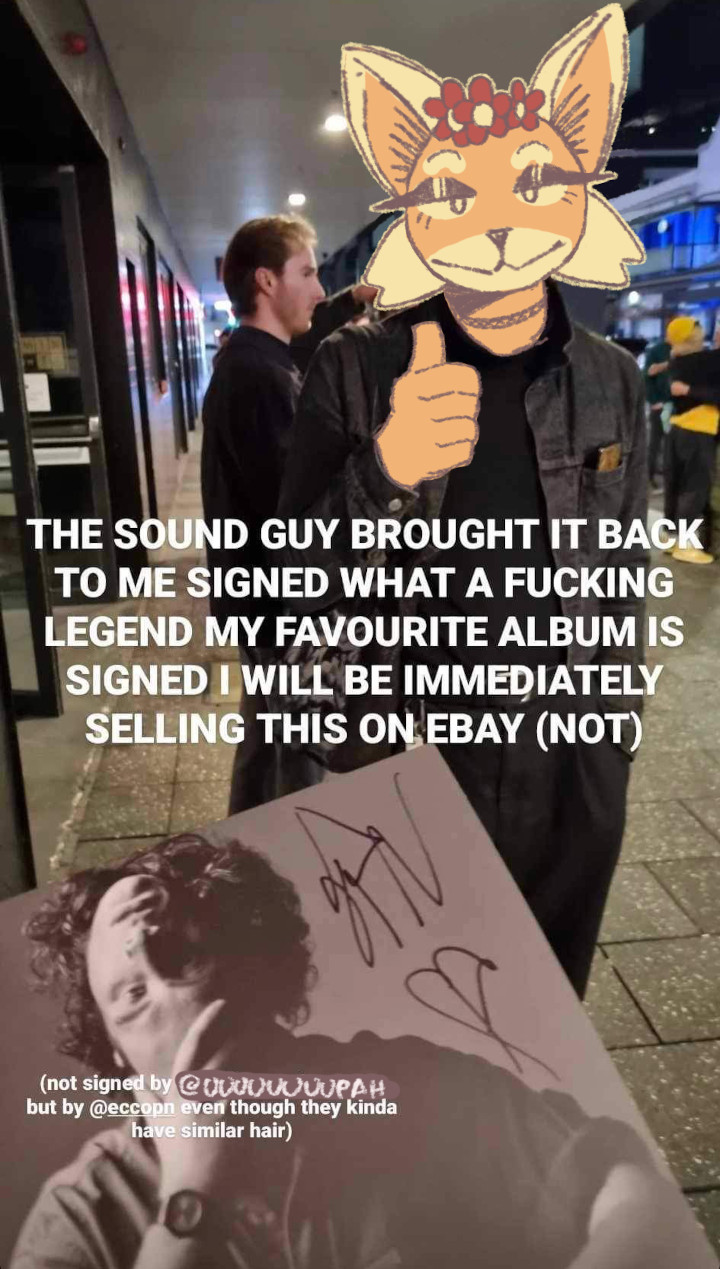 THE SOUND GUY BROUGHT IT BACK
TO ME SIGNED WHAT A FUCKING
LEGEND MY FAVOURITE ALBUM IS
SIGNED I WILL BE IMMEDIATELY
SELLING THIS ON EBAY (NOT)
(not signed by
but by @eccopn even though they kinda
have similar hair)